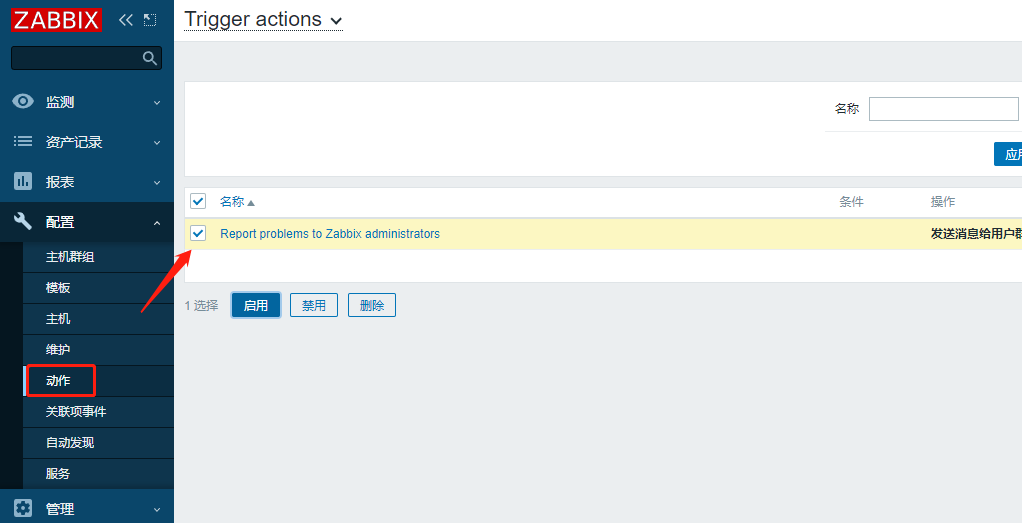 ZABBIX
Trigger actions
监测
资产记录
报表
配置
主机群组
模板
主机
维护
动作
关联项事件
自动发现
服务
管理
名称
应用
名称 条件 操作
Report problems to Zabbix administrators 发送消息给用户群
1 选择 启用 禁用 删除